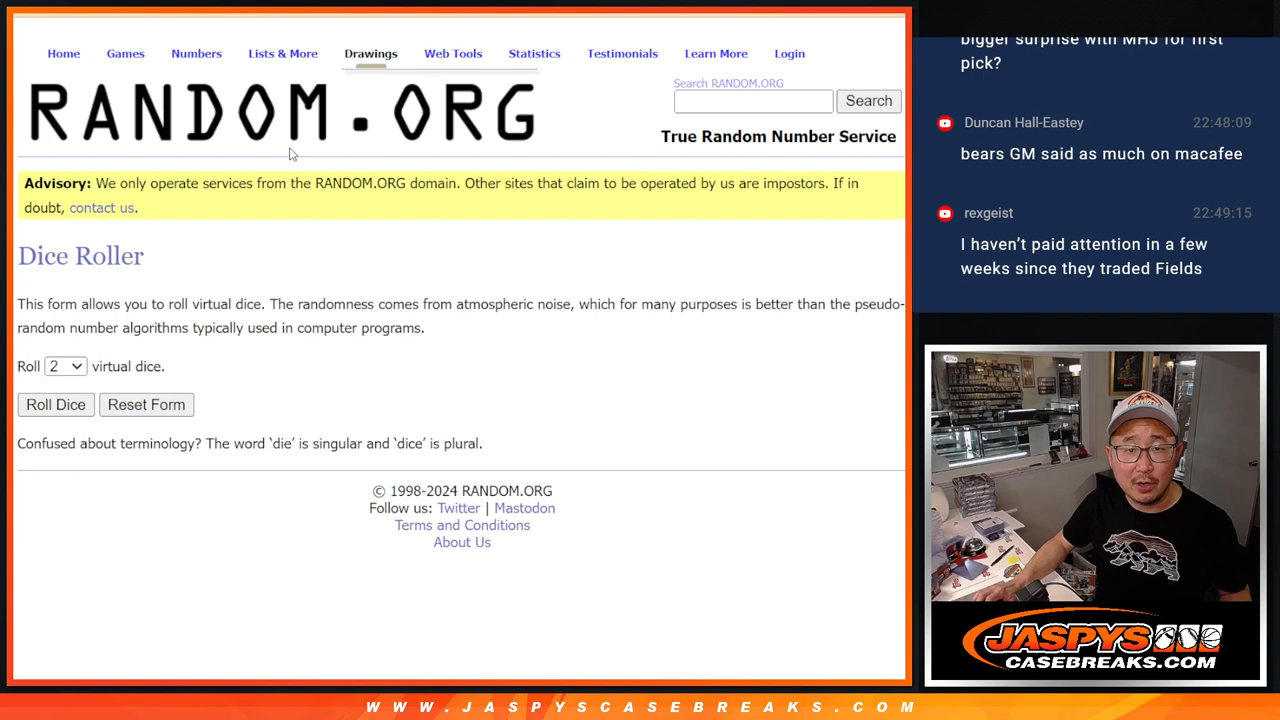 Home Games Numbers Lists & More Drawings Web Tools Statistics Testimonials Learn More Login
RANDOM.ORG
Search RANDOM.ORG
Search
True Random Number Service
Advisory: We only operate services from the RANDOM.ORG domain. Other sites that claim to be operated by us are impostors. If in
doubt, contact us.
Dice Roller
This form allows you to roll virtual dice. The randomness comes from atmospheric noise, which for many purposes is better than the pseudo-
random number algorithms typically used in computer programs.
Roll 2 virtual dice.
Roll Dice Reset Form
Confused about terminology? The word ‘die’ is singular and ‘dice’ is plural.
© 1998-2024 RANDOM.ORG
Follow us: Twitter | Mastodon
Terms and Conditions
About Us
bigger surprise with MHJ for first
pick?
Duncan Hall-Eastey 22:48:09
bears GM said as much on macafee
rexgeist 22:49:15
I haven’t paid attention in a few
weeks since they traded Fields
JASPYS
CASEBREAKS.COM
WWW.JASPYSCASEBREAKS.COM